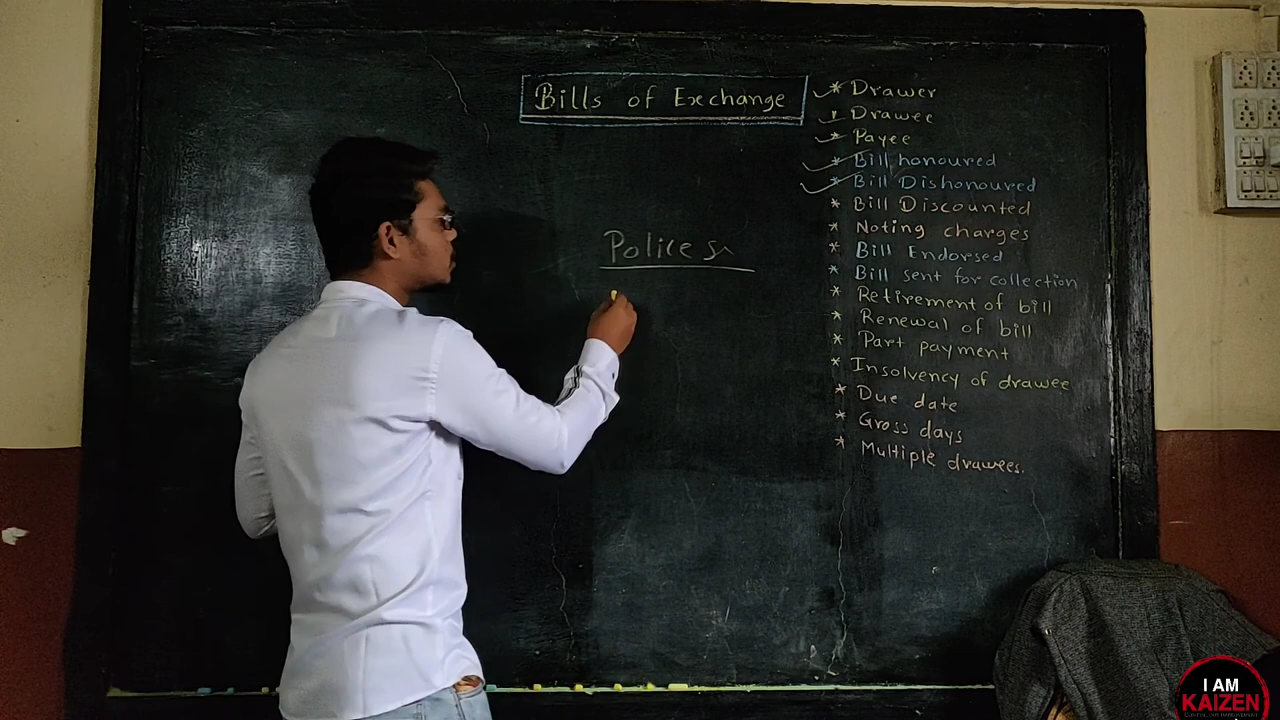 Bills of Exchange
* Drawer
* Drawee
* Payee
* Bill honoured
* Bill Dishonoured
* Bill Discounted
* Noting charges
* Bill Endorsed
* Bill sent for collection
* Retirement of bill
* Renewal of bill
* Part payment
* Insolvency of drawee
* Due date
* Gross days
* Multiple drawees.
Police
I AM
KAIZEN